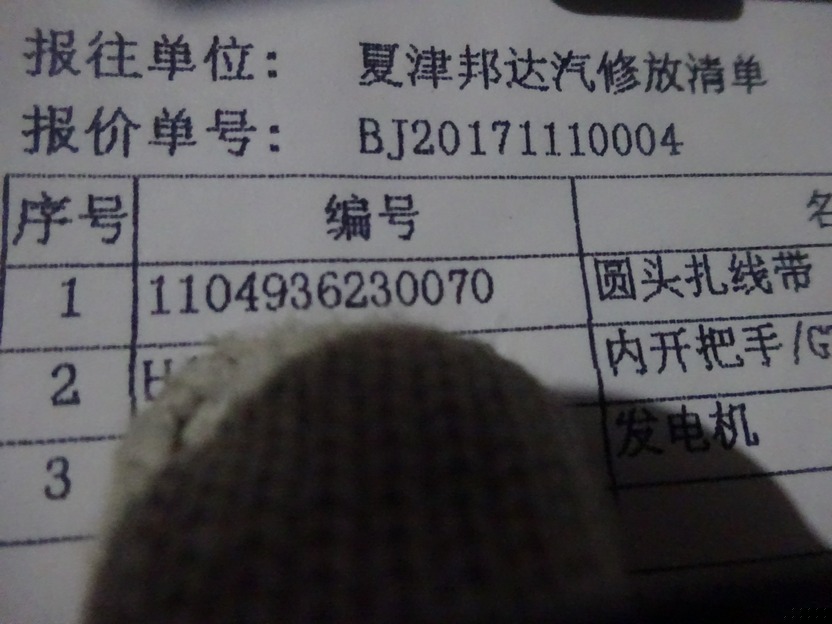 报往单位： 夏津邦达汽修放清单
报价单号： BJ20171110004
序号 编号
1 1104936230070 圆头扎线带
2 内开把手/G
3 发电机